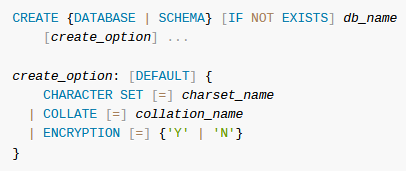 CREATE {DATABASE | SCHEMA} [IF NOT EXISTS] db_name
    [create_option] ...

create_option: [DEFAULT] {
    CHARACTER SET [=] charset_name
  | COLLATE [=] collation_name
  | ENCRYPTION [=] {'Y' | 'N'}
}